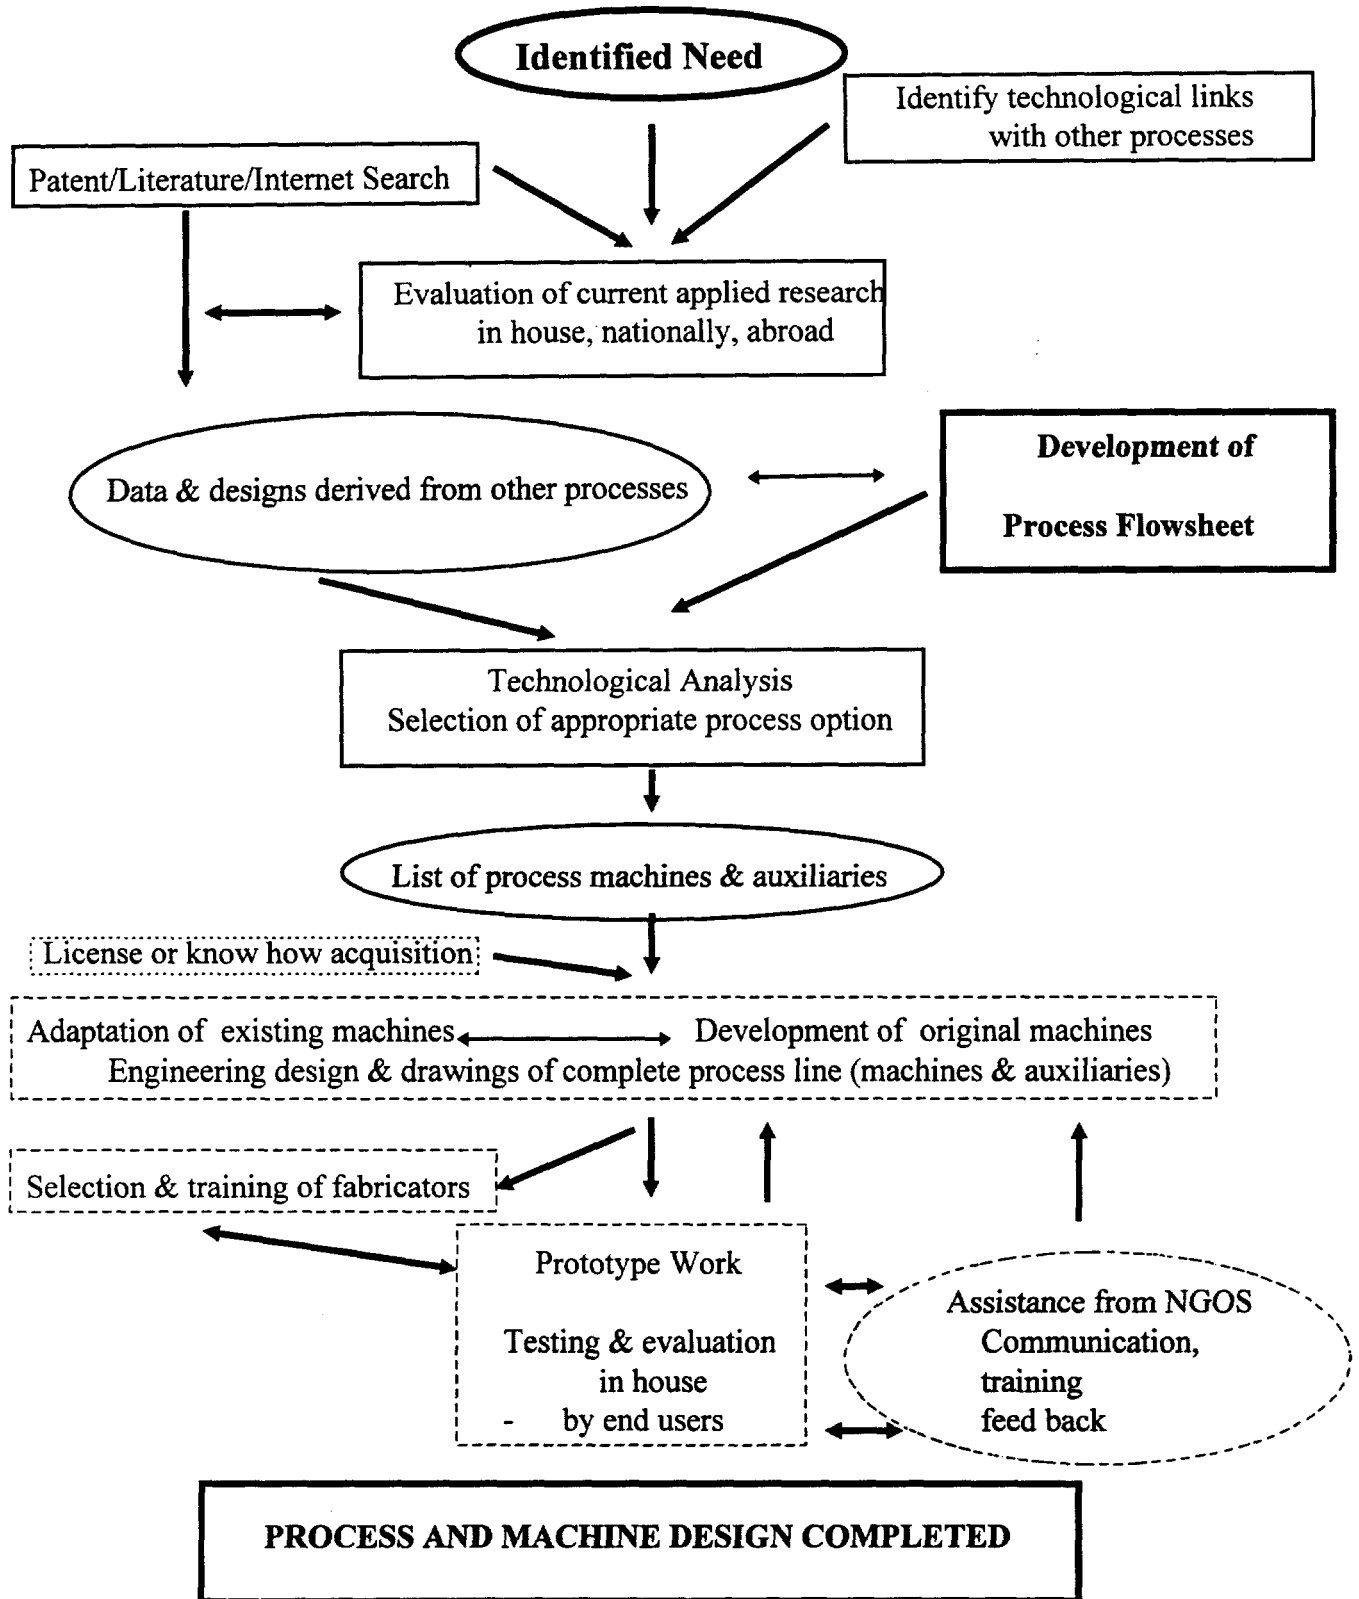 Identified Need
Identify technological links
with other processes
Patent/Literature/Internet Search
Evaluation of current applied research
in house, nationally, abroad
Data & designs derived from other processes
Development of
Process Flowsheet
Technological Analysis
Selection of appropriate process option
List of process machines & auxiliaries
License or know how acquisition
Adaptation of existing machines
Development of original machines
Engineering design & drawings of complete process line (machines & auxiliaries)
Selection & training of fabricators
Prototype Work
Testing & evaluation
in house
- by end users
Assistance from NGOS
Communication,
training
feed back
PROCESS AND MACHINE DESIGN COMPLETED